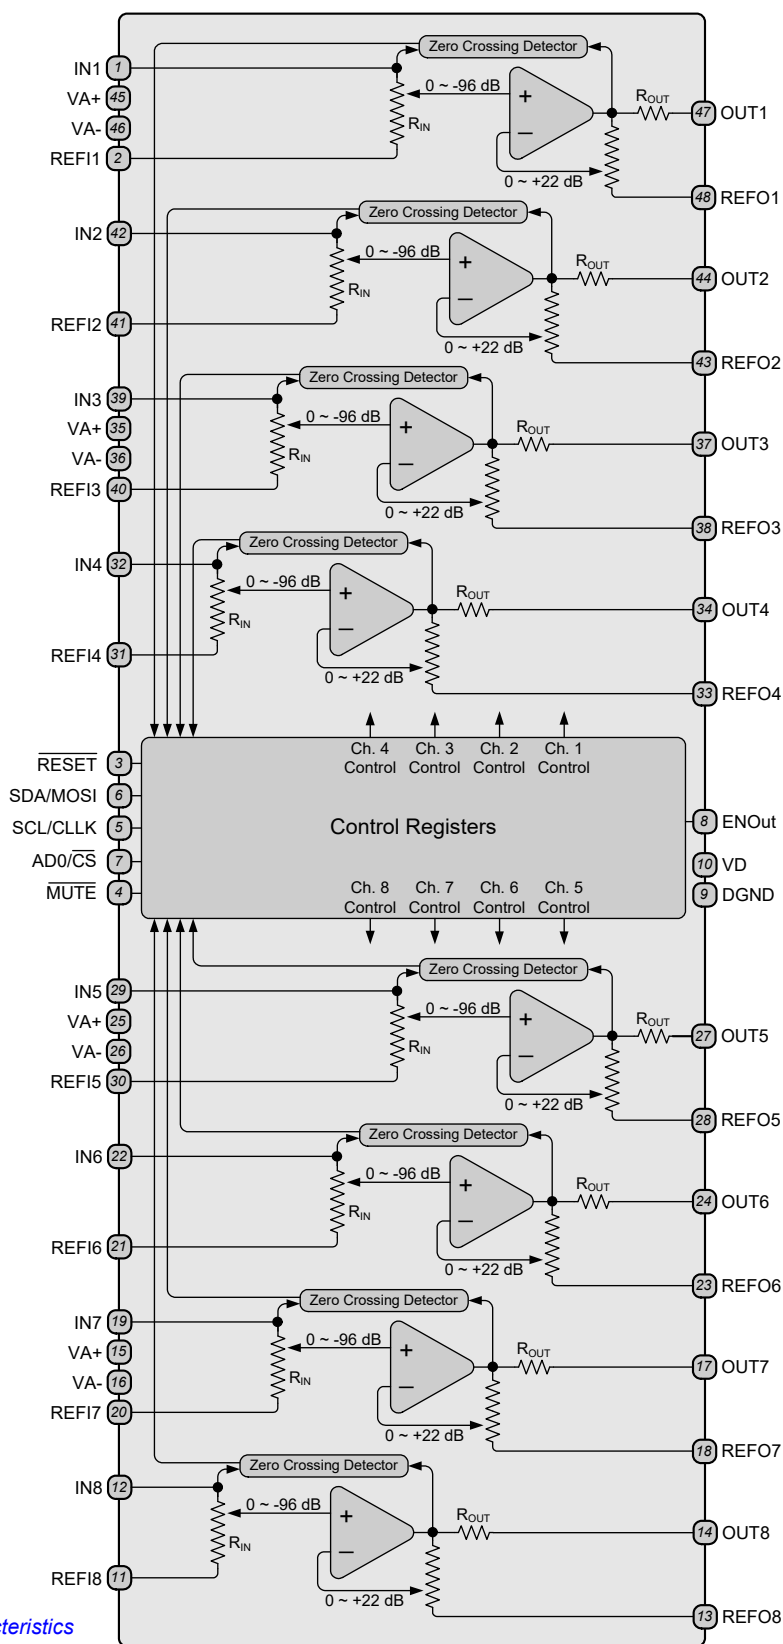 Zero Crossing Detector
IN1 1
0 ~ -96 dB
VA+ 45
+
ROUT
47 OUT1
VA- 46
RIN
–
REFI1 2
0 ~ +22 dB
48 REFO1
Zero Crossing Detector
IN2 42
0 ~ -96 dB
+
ROUT
44 OUT2
RIN
–
REFI2 41
0 ~ +22 dB
43 REFO2
Zero Crossing Detector
IN3 39
0 ~ -96 dB
VA+ 35
+
ROUT
37 OUT3
VA- 36
RIN
–
REFI3 40
0 ~ +22 dB
38 REFO3
Zero Crossing Detector
IN4 32
0 ~ -96 dB
+
ROUT
34 OUT4
RIN
–
REFI4 31
0 ~ +22 dB
33 REFO4
Ch. 4 Control
Ch. 3 Control
Ch. 2 Control
Ch. 1 Control
RESET 3
SDA/MOSI 6
SCL/CLLK 5
AD0/CS 7
MUTE 4
Control Registers
8 ENOut
10 VD
9 DGND
Ch. 8 Control
Ch. 7 Control
Ch. 6 Control
Ch. 5 Control
Zero Crossing Detector
IN5 29
0 ~ -96 dB
VA+ 25
+
ROUT
27 OUT5
VA- 26
RIN
–
REFI5 30
0 ~ +22 dB
28 REFO5
Zero Crossing Detector
IN6 22
0 ~ -96 dB
+
ROUT
24 OUT6
RIN
–
REFI6 21
0 ~ +22 dB
23 REFO6
Zero Crossing Detector
IN7 19
0 ~ -96 dB
VA+ 15
+
ROUT
17 OUT7
VA- 16
RIN
–
REFI7 20
0 ~ +22 dB
18 REFO7
Zero Crossing Detector
IN8 12
0 ~ -96 dB
+
ROUT
14 OUT8
RIN
–
REFI8 11
0 ~ +22 dB
13 REFO8
cteristics